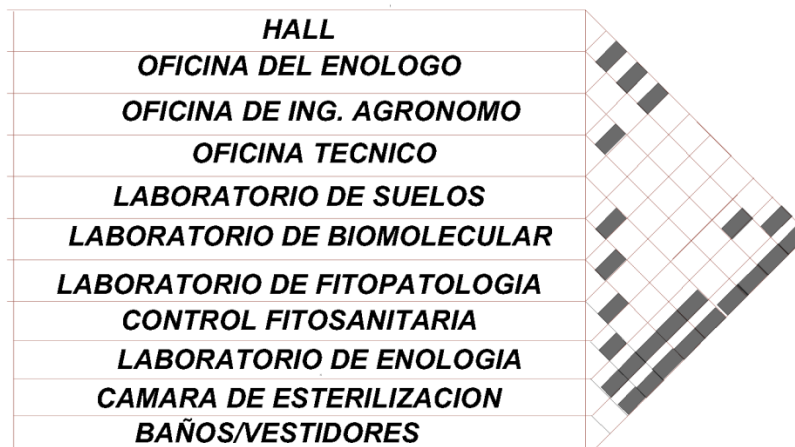 HALL
OFICINA DEL ENOLOGO
OFICINA DE ING. AGRONOMO
OFICINA TECNICO
LABORATORIO DE SUELOS
LABORATORIO DE BIOMOLECULAR
LABORATORIO DE FITOPATOLOGIA
CONTROL FITOSANITARIA
LABORATORIO DE ENOLOGIA
CAMARA DE ESTERILIZACION
BAÑOS/VESTIDORES